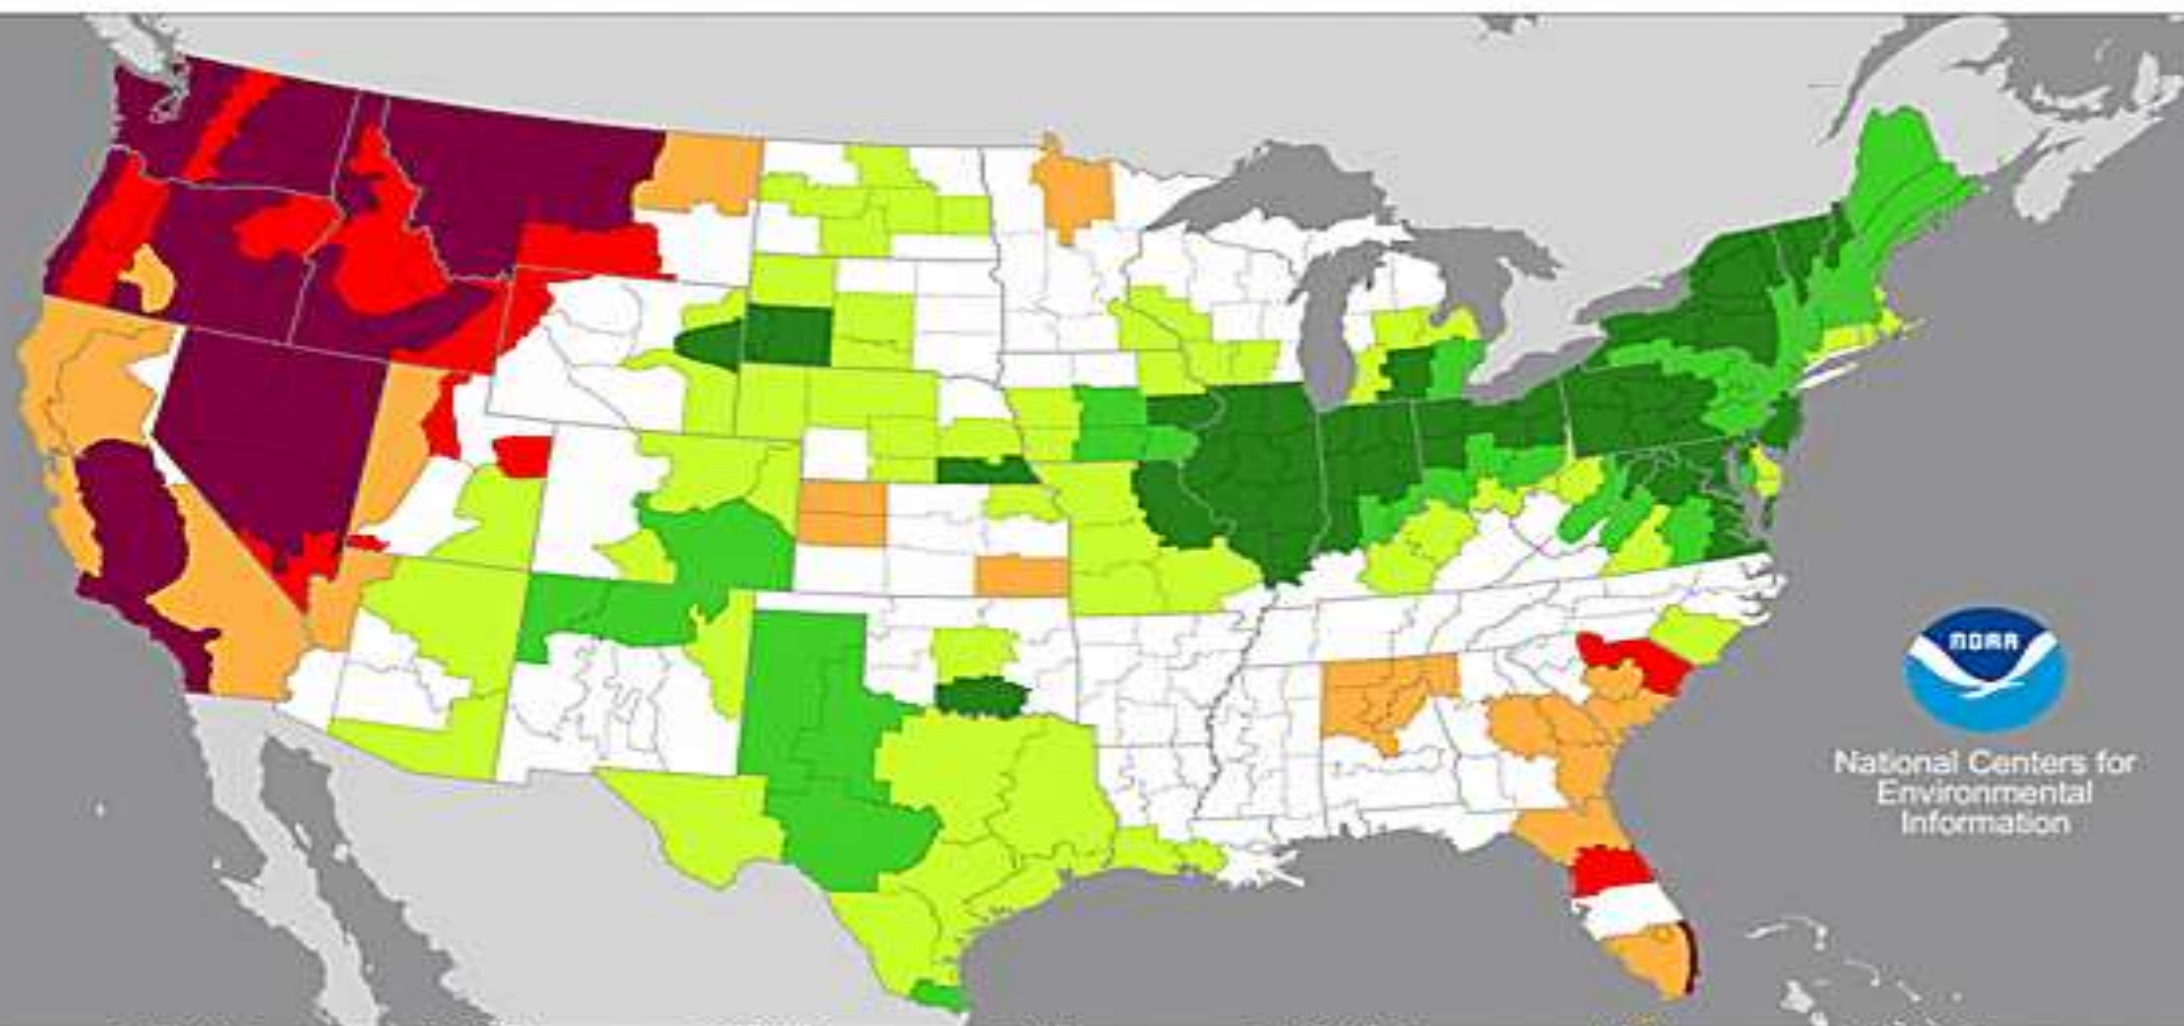 NOAA
National Centers for
Environmental
Information